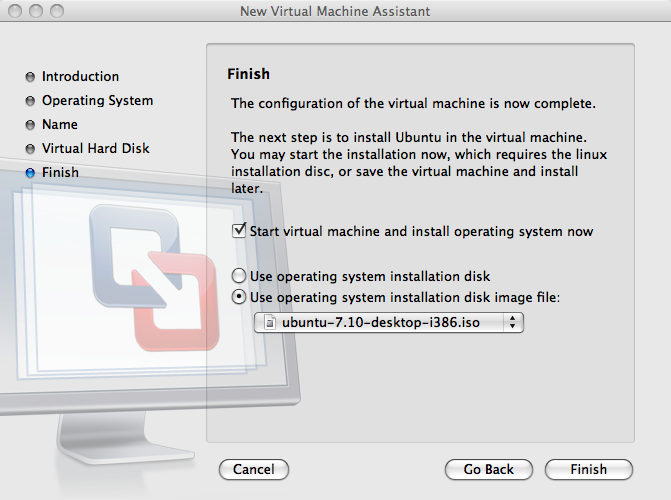 New Virtual Machine Assistant
Introduction
Operating System
Name
Virtual Hard Disk
Finish
Finish
The configuration of the virtual machine is now complete.
The next step is to install Ubuntu in the virtual machine.
You may start the installation now, which requires the linux
installation disc, or save the virtual machine and install
later.
Start virtual machine and install operating system now
Use operating system installation disk
Use operating system installation disk image file:
ubuntu-7.10-desktop-i386.iso
Cancel
Go Back
Finish